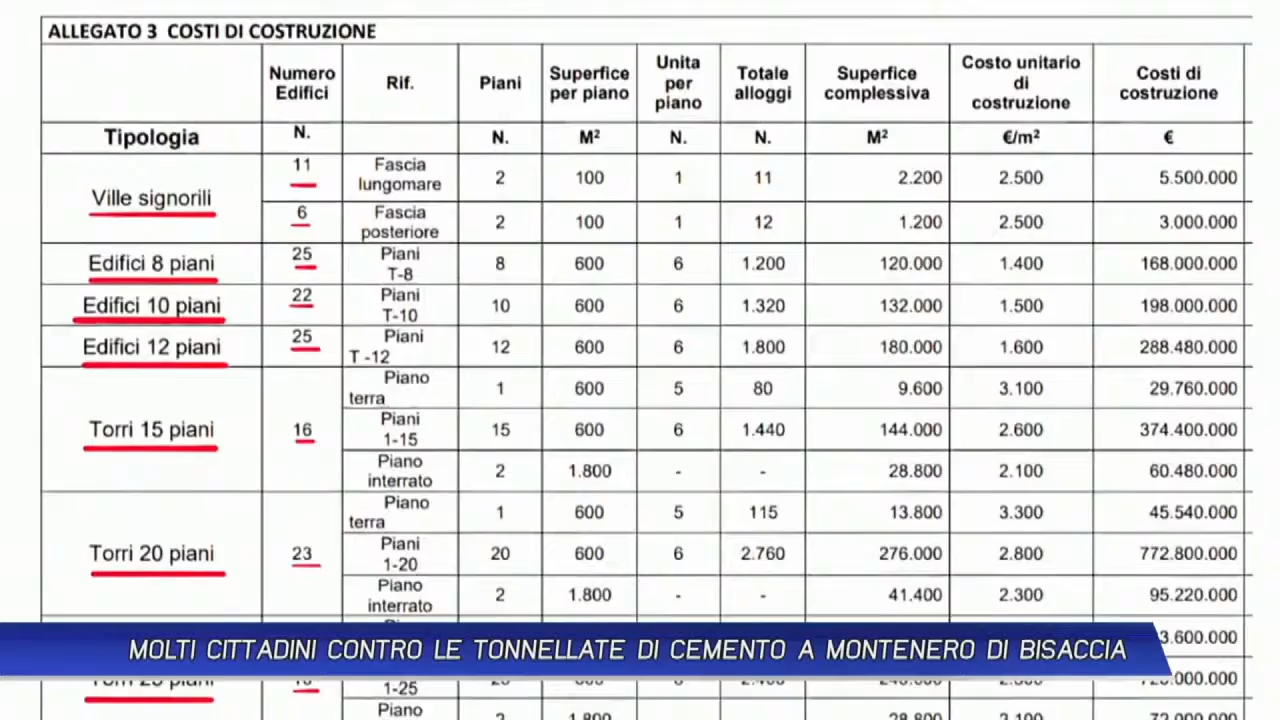 ALLEGATO 3 COSTI DI COSTRUZIONE
Numero Edifici Rif. Piani Superfice per piano Unita per piano Totale alloggi Superfice complessiva Costo unitario di costruzione Costi di costruzione
Tipologia N. N. M² N. N. M² €/m² €
Ville signorili 11 Fascia lungomare 2 100 1 11 2.200 2.500 5.500.000
6 Fascia posteriore 2 100 1 12 1.200 2.500 3.000.000
Edifici 8 piani 25 Piani T-8 8 600 6 1.200 120.000 1.400 168.000.000
Edifici 10 piani 22 Piani T-10 10 600 6 1.320 132.000 1.500 198.000.000
Edifici 12 piani 25 Piani T -12 12 600 6 1.800 180.000 1.600 288.480.000
Torri 15 piani 16 Piano terra 1 600 5 80 9.600 3.100 29.760.000
Piani 1-15 15 600 6 1.440 144.000 2.600 374.400.000
Piano interrato 2 1.800 - - 28.800 2.100 60.480.000
Torri 20 piani 23 Piano terra 1 600 5 115 13.800 3.300 45.540.000
Piani 1-20 20 600 6 2.760 276.000 2.800 772.800.000
Piano interrato 2 1.800 - - 41.400 2.300 95.220.000
MOLTI CITTADINI CONTRO LE TONNELLATE DI CEMENTO A MONTENERO DI BISACCIA
1-25
Piano